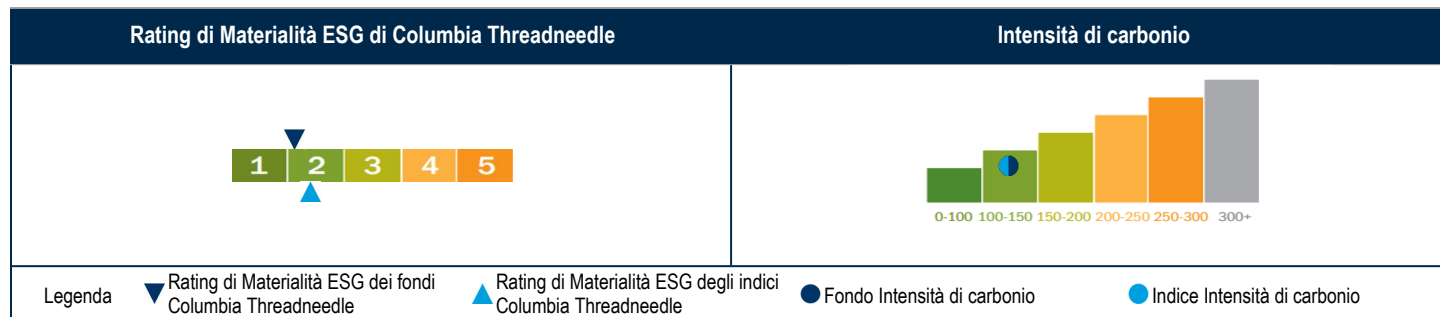 Rating di Materialità ESG di Columbia Threadneedle
Intensità di carbonio
1 2 3 4 5
0-100 100-150 150-200 200-250 250-300 300+
Legenda
Rating di Materialità ESG dei fondi
Columbia Threadneedle
Rating di Materialità ESG degli indici
Columbia Threadneedle
Fondo Intensità di carbonio
Indice Intensità di carbonio